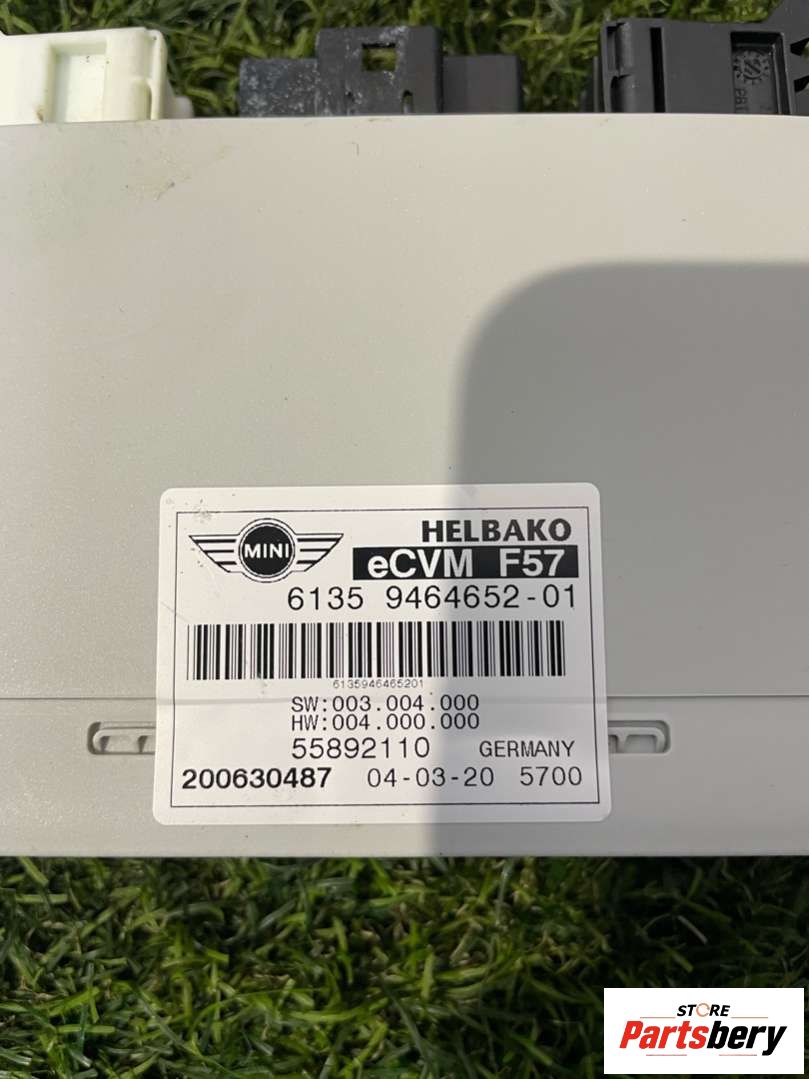 HELBAKO
MINI
eCVM F57
6135 9464652-01
6135946465201
SW:003.004.000
HW:004.000.000
55892110 GERMANY
200630487 04-03-20 5700
STORE
Partsbery